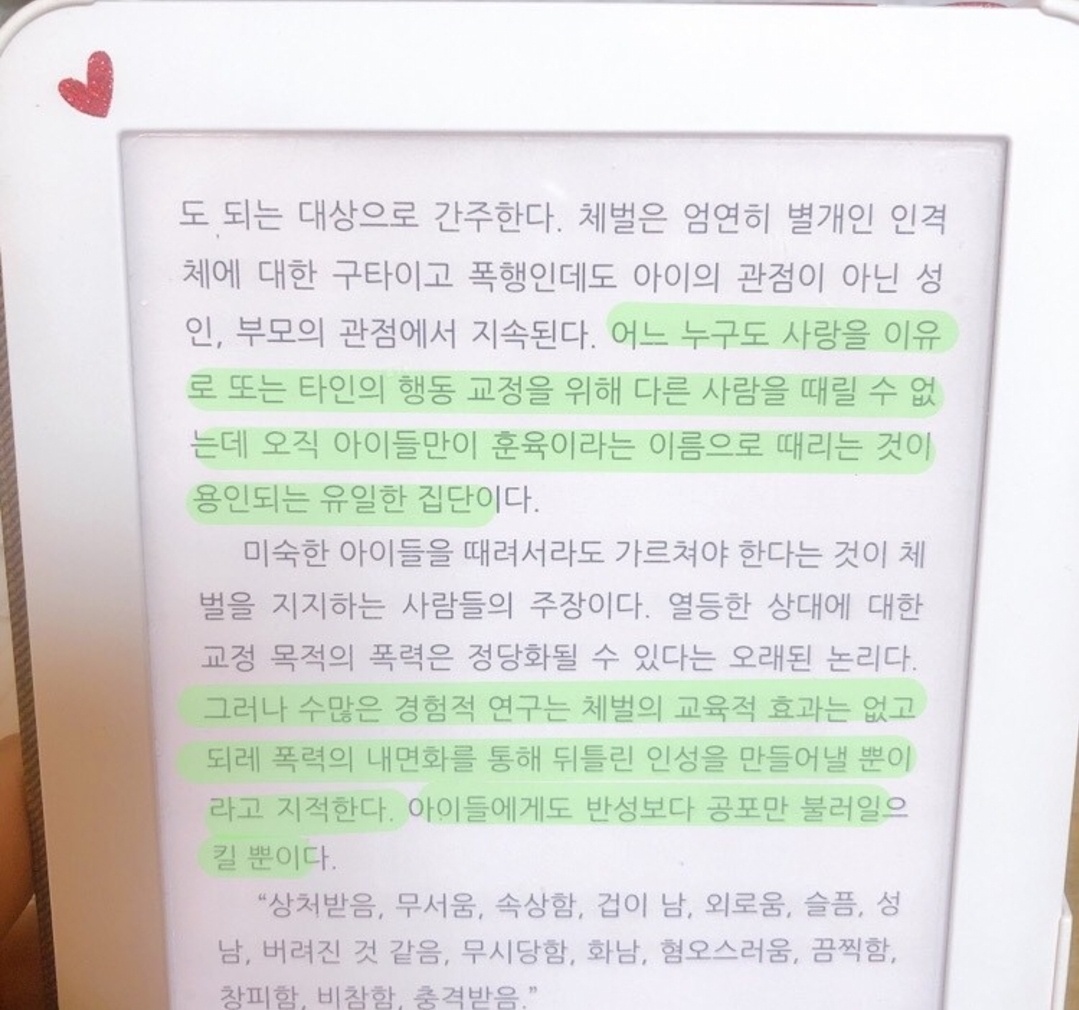 도 되는 대상으로 간주한다. 체벌은 엄연히 별개인 인격
체에 대한 구타이고 폭행인데도 아이의 관점이 아닌 성
인, 부모의 관점에서 지속된다. 어느 누구도 사랑을 이유
로 또는 타인의 행동 교정을 위해 다른 사람을 때릴 수 없
는데 오직 아이들만이 훈육이라는 이름으로 때리는 것이
용인되는 유일한 집단이다.
미숙한 아이들을 때려서라도 가르쳐야 한다는 것이 체
벌을 지지하는 사람들의 주장이다. 열등한 상대에 대한
교정 목적의 폭력은 정당화될 수 있다는 오래된 논리다.
그러나 수많은 경험적 연구는 체벌의 교육적 효과는 없고
되레 폭력의 내면화를 통해 뒤틀린 인성을 만들어낼 뿐이
라고 지적한다. 아이들에게도 반성보다 공포만 불러일으
킬 뿐이다.
“상처받음, 무서움, 속상함, 겁이 남, 외로움, 슬픔, 성
남, 버려진 것 같음, 무시당함, 화남, 혐오스러움, 끔찍함,
창피함, 비참함, 충격받음.”